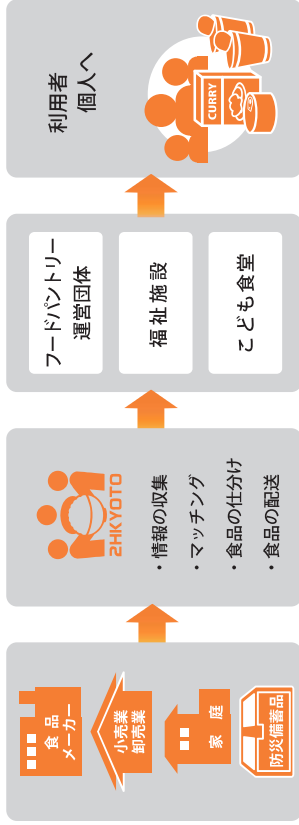 食品
メーカー
小売業
卸売業
家庭
防災備蓄品
2HKYOTO
・情報の収集
・マッチング
・食品の仕分け
・食品の配送
フードパントリー
運営団体
福祉施設
こども食堂
利用者
個人へ
CURRY